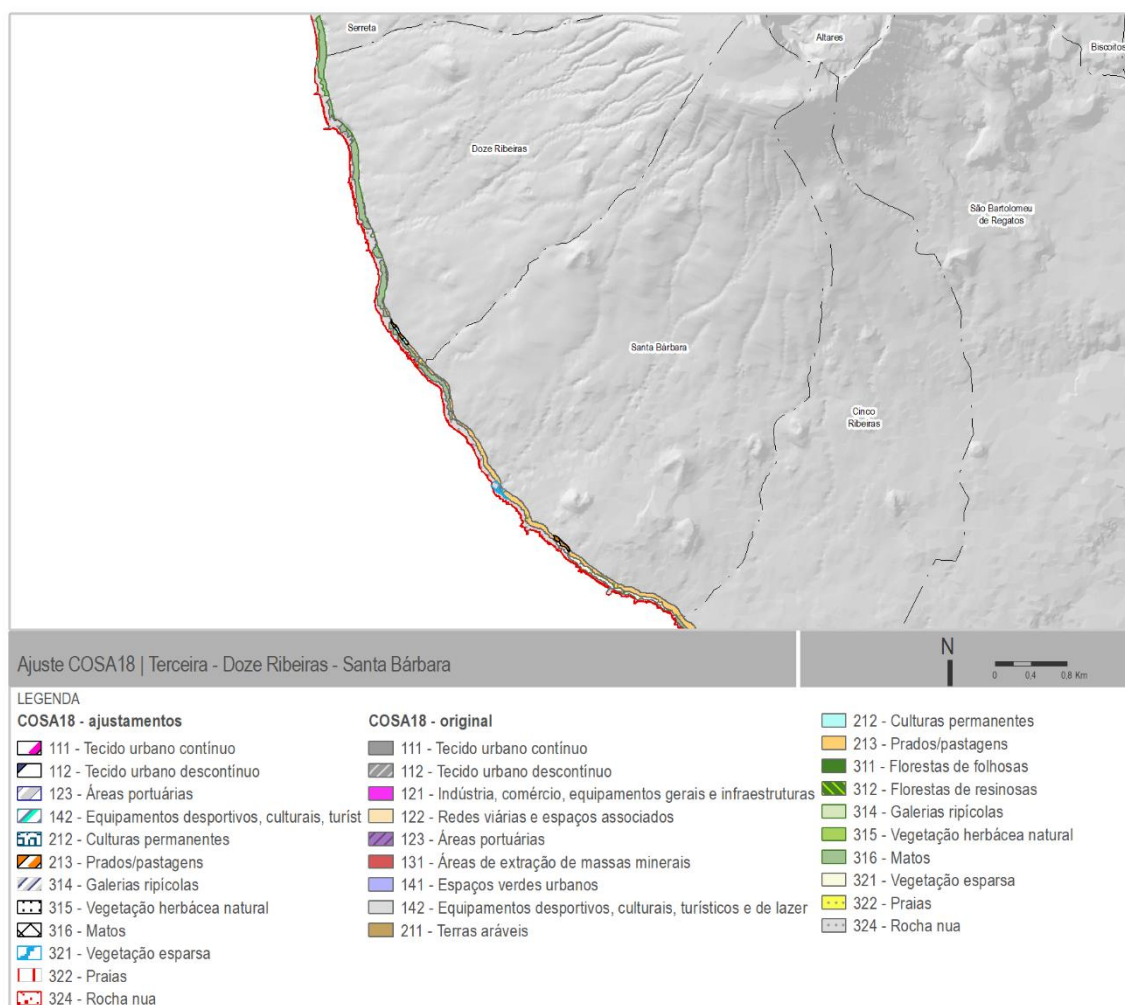 Serreta
Altares
Biscoitos
Doze Ribeiras
São Bartolomeu
de Regatos
Santa Bárbara
Cinco
Ribeiras
Ajuste COSA18 | Terceira - Doze Ribeiras - Santa Bárbara
N
0 0,4 0,8 Km
LEGENDA
COSA18 - ajustamentos
111 - Tecido urbano contínuo
112 - Tecido urbano descontínuo
123 - Áreas portuárias
142 - Equipamentos desportivos, culturais, turíst
212 - Culturas permanentes
213 - Prados/pastagens
314 - Galerias ripícolas
315 - Vegetação herbácea natural
316 - Matos
321 - Vegetação esparsa
322 - Praias
324 - Rocha nua
COSA18 - original
111 - Tecido urbano contínuo
112 - Tecido urbano descontínuo
121 - Indústria, comércio, equipamentos gerais e infraestruturas
122 - Redes viárias e espaços associados
123 - Áreas portuárias
131 - Áreas de extração de massas minerais
141 - Espaços verdes urbanos
142 - Equipamentos desportivos, culturais, turísticos e de lazer
211 - Terras aráveis
212 - Culturas permanentes
213 - Prados/pastagens
311 - Florestas de folhosas
312 - Florestas de resinosas
314 - Galerias ripícolas
315 - Vegetação herbácea natural
316 - Matos
321 - Vegetação esparsa
322 - Praias
324 - Rocha nua